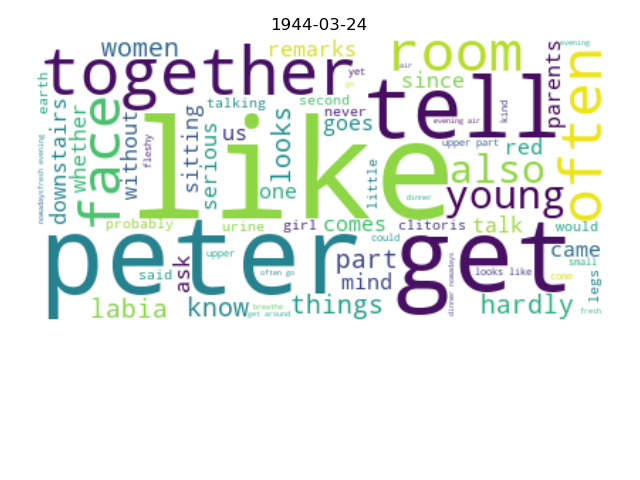 1944-03-24
women
remarks
room
evening
together
yet
air
since
parents
often
earth
go
tell
face
downstairs
whether
without
sitting
serious
talking
second
never
kind
us
goes
looks
evening air
fleshy
like
upper part
red
nowadays
fresh evening
one
little
also
young
dinner
probably
urine
girl
comes
clitoris
talk
would
peter
get
could
came
upper
said
ask
often go
part
mind
looks like
come
small
legs
dinner nowadays
labia
know
breathe
get around
things
hardly
fresh